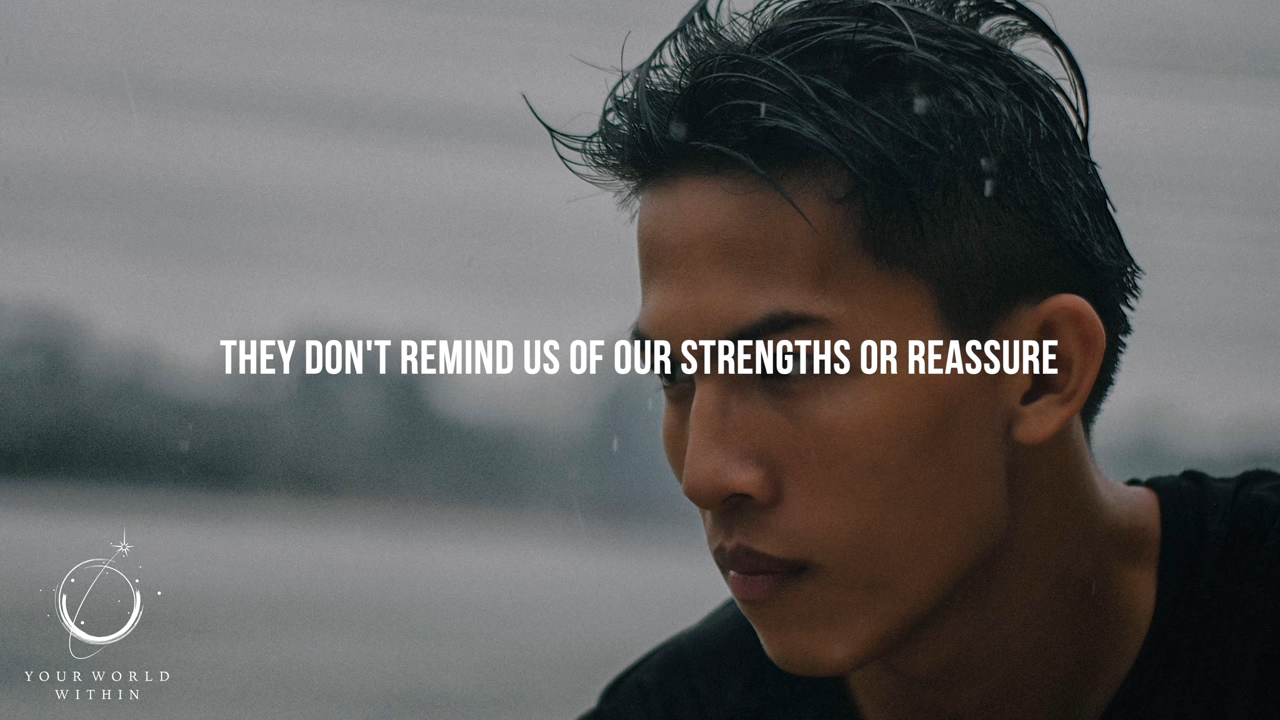 THEY DON'T REMIND US OF OUR STRENGTHS OR REASSURE
YOUR WORLD
WITHIN